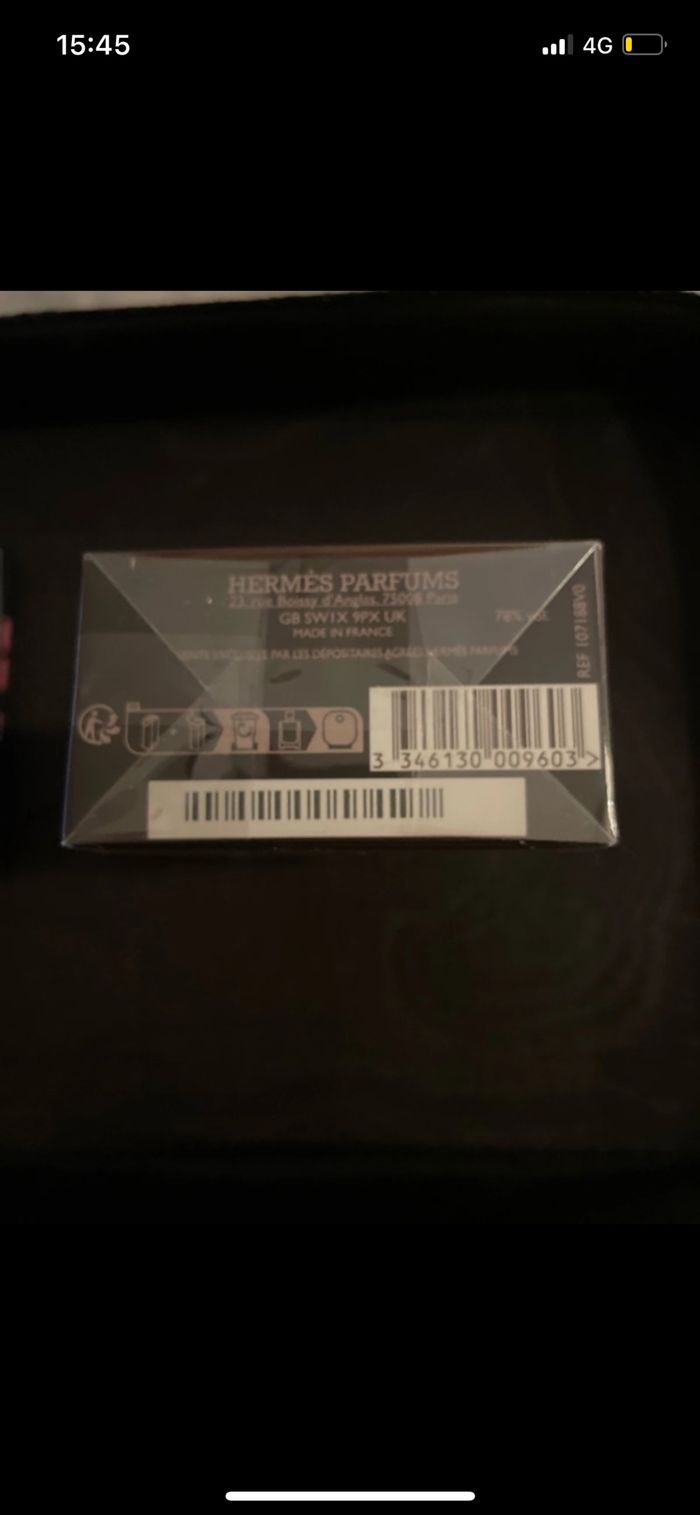 15:45
4G
HERMÈS PARFUMS
23, rue Boissy d'Anglas, 75008 Paris
GB SW1X 9PX UK
78% vol.
MADE IN FRANCE
VENTE EXCLUSIVE PAR LES DÉPOSITAIRES AGRÉÉS HERMÈS PARFUMS
REF 107188V0
3 346130 009603 >